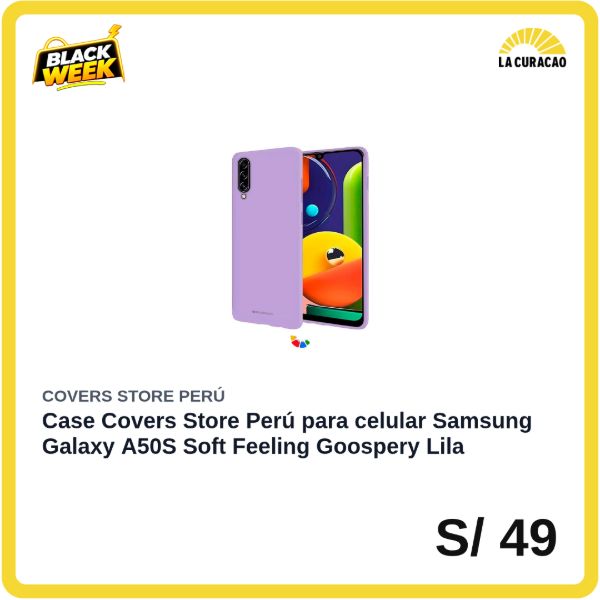 BLACK
WEEK
LA CURACAO
COVERS STORE PERÚ
Case Covers Store Perú para celular Samsung
Galaxy A50S Soft Feeling Goospery Lila
S/ 49